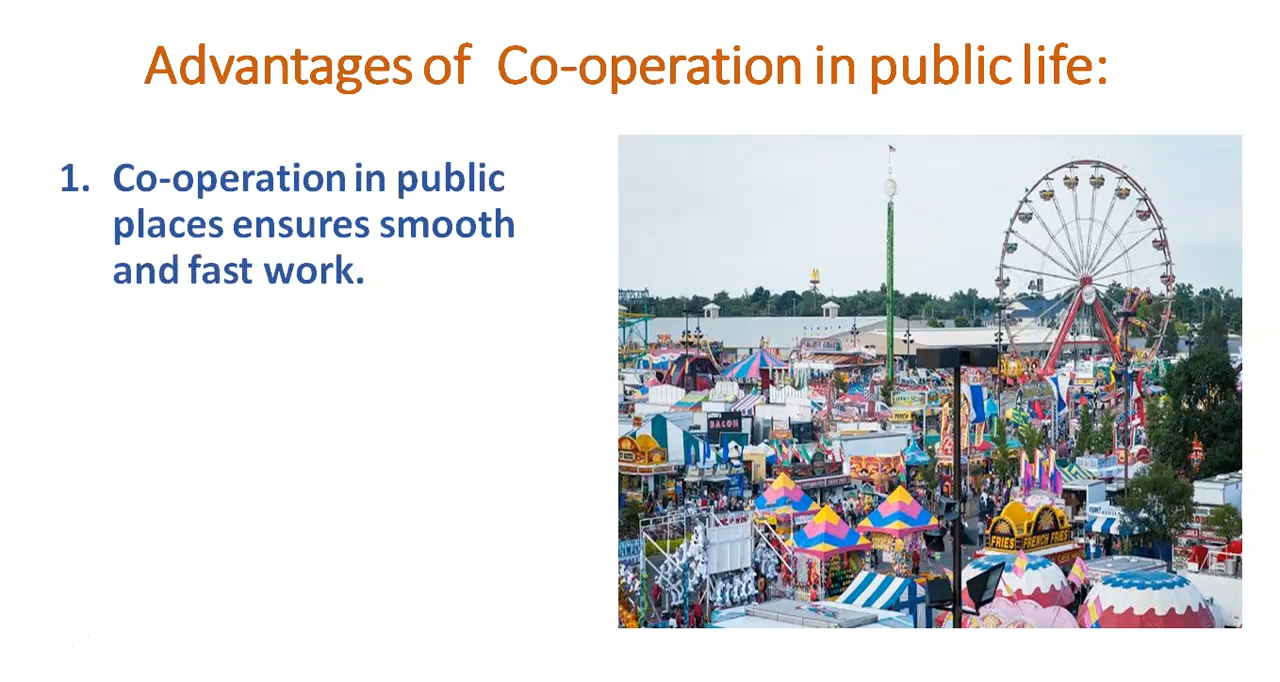 Advantages of Co-operation in public life:
1. Co-operation in public
places ensures smooth
and fast work.
BACON
FRIES FRENCH FRIES